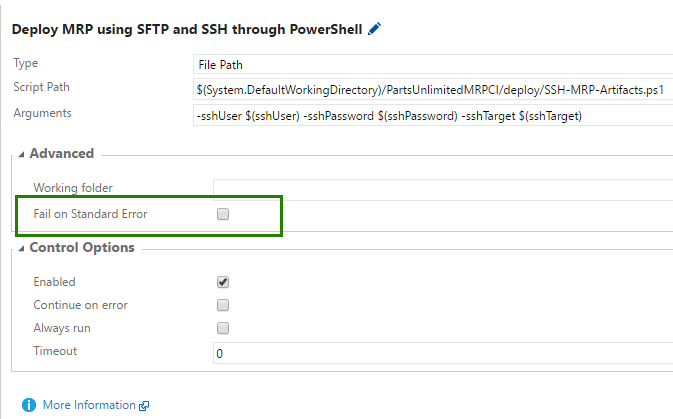 Deploy MRP using SFTP and SSH through PowerShell
Type File Path
Script Path $(System.DefaultWorkingDirectory)/PartsUnlimitedMRPCI/deploy/SSH-MRP-Artifacts.ps1
Arguments -sshUser $(sshUser) -sshPassword $(sshPassword) -sshTarget $(sshTarget)
Advanced
Working folder
Fail on Standard Error
Control Options
Enabled
Continue on error
Always run
Timeout 0
More Information